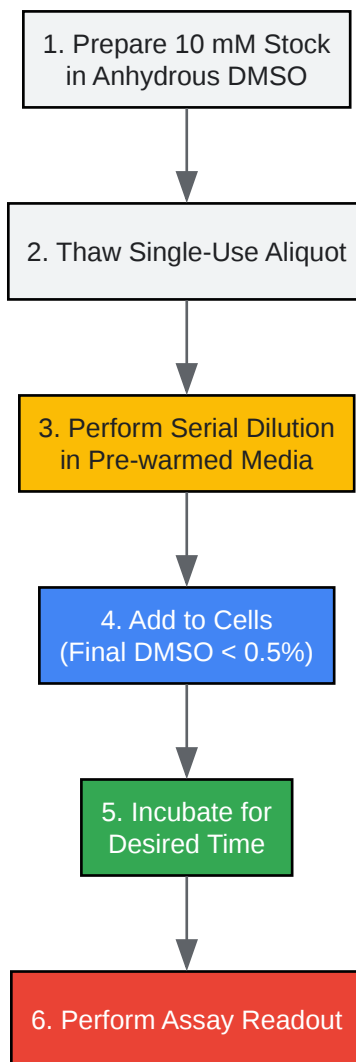 1. Prepare 10 mM Stock
in Anhydrous DMSO
2. Thaw Single-Use Aliquot
3. Perform Serial Dilution
in Pre-warmed Media
4. Add to Cells
(Final DMSO < 0.5%)
5. Incubate for
Desired Time
6. Perform Assay Readout